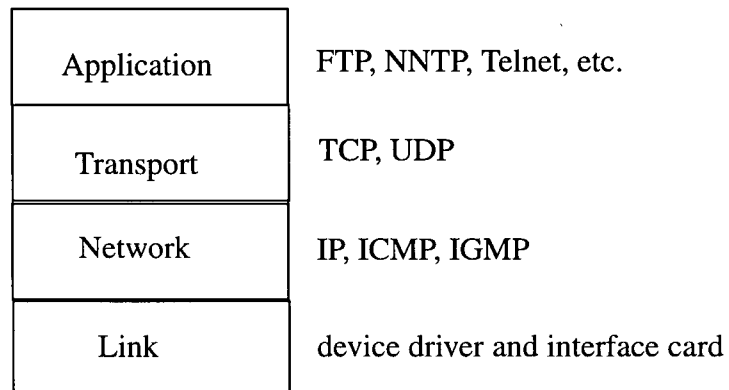 Application FTP, NNTP, Telnet, etc.
Transport TCP, UDP
Network IP, ICMP, IGMP
Link device driver and interface card